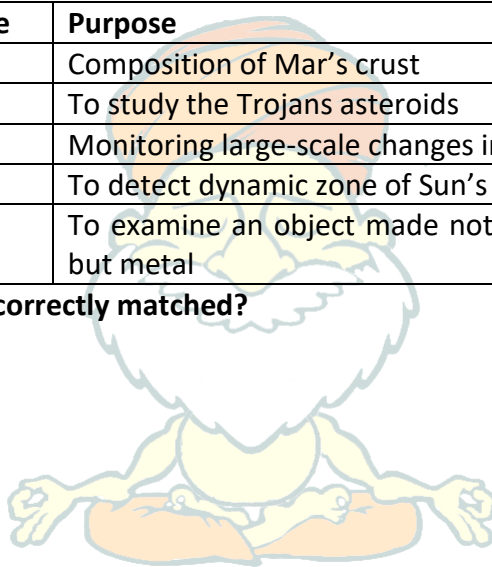 e Purpose
Composition of Mar's crust
To study the Trojans asteroids
Monitoring large-scale changes i
To detect dynamic zone of Sun's
To examine an object made not
but metal
correctly matched?